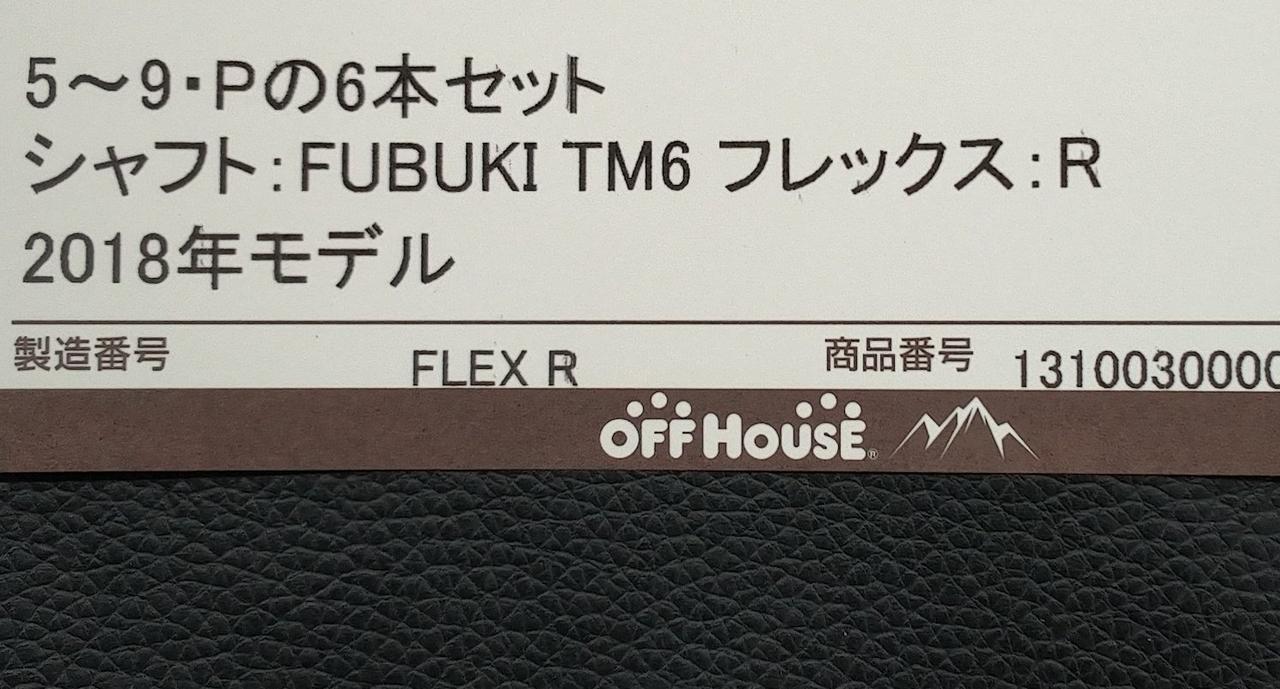 5～9・Pの6本セット
シャフト:FUBUKI TM6 フレックス:R
2018年モデル
製造番号 FLEX R 商品番号 1310030000
OFF HOUSE®